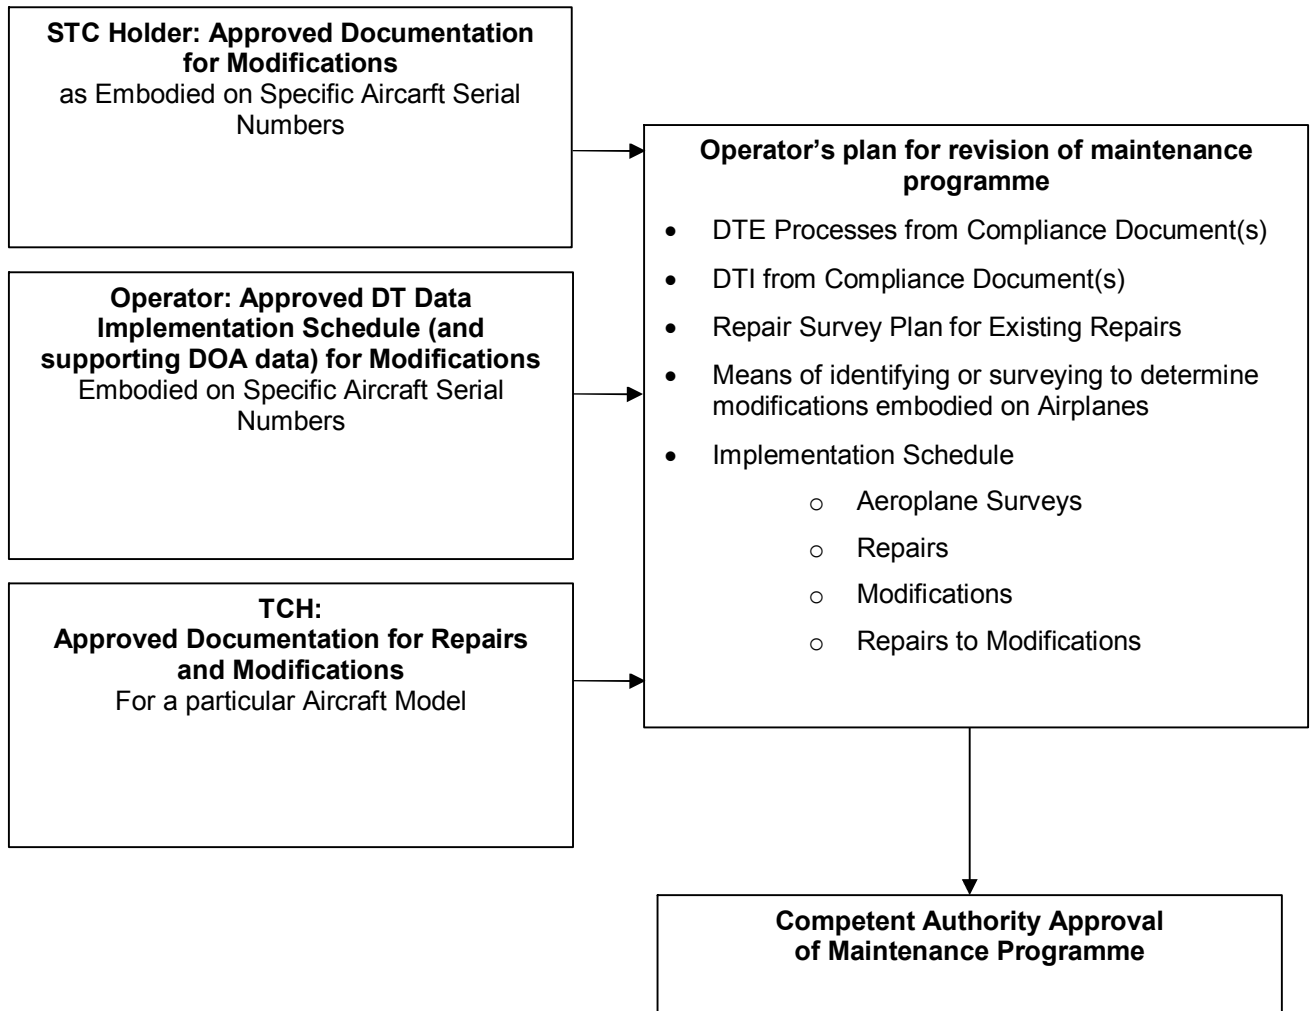 STC Holder: Approved Documentation
for Modifications
as Embodied on Specific Aircarft Serial
Numbers
Operator: Approved DT Data
Implementation Schedule (and
supporting DOA data) for Modifications
Embodied on Specific Aircraft Serial
Numbers
TCH:
Approved Documentation for Repairs
and Modifications
For a particular Aircraft Model
Operator’s plan for revision of maintenance
programme
• DTE Processes from Compliance Document(s)
• DTI from Compliance Document(s)
• Repair Survey Plan for Existing Repairs
• Means of identifying or surveying to determine
modifications embodied on Airplanes
• Implementation Schedule
o Aeroplane Surveys
o Repairs
o Modifications
o Repairs to Modifications
Competent Authority Approval
of Maintenance Programme